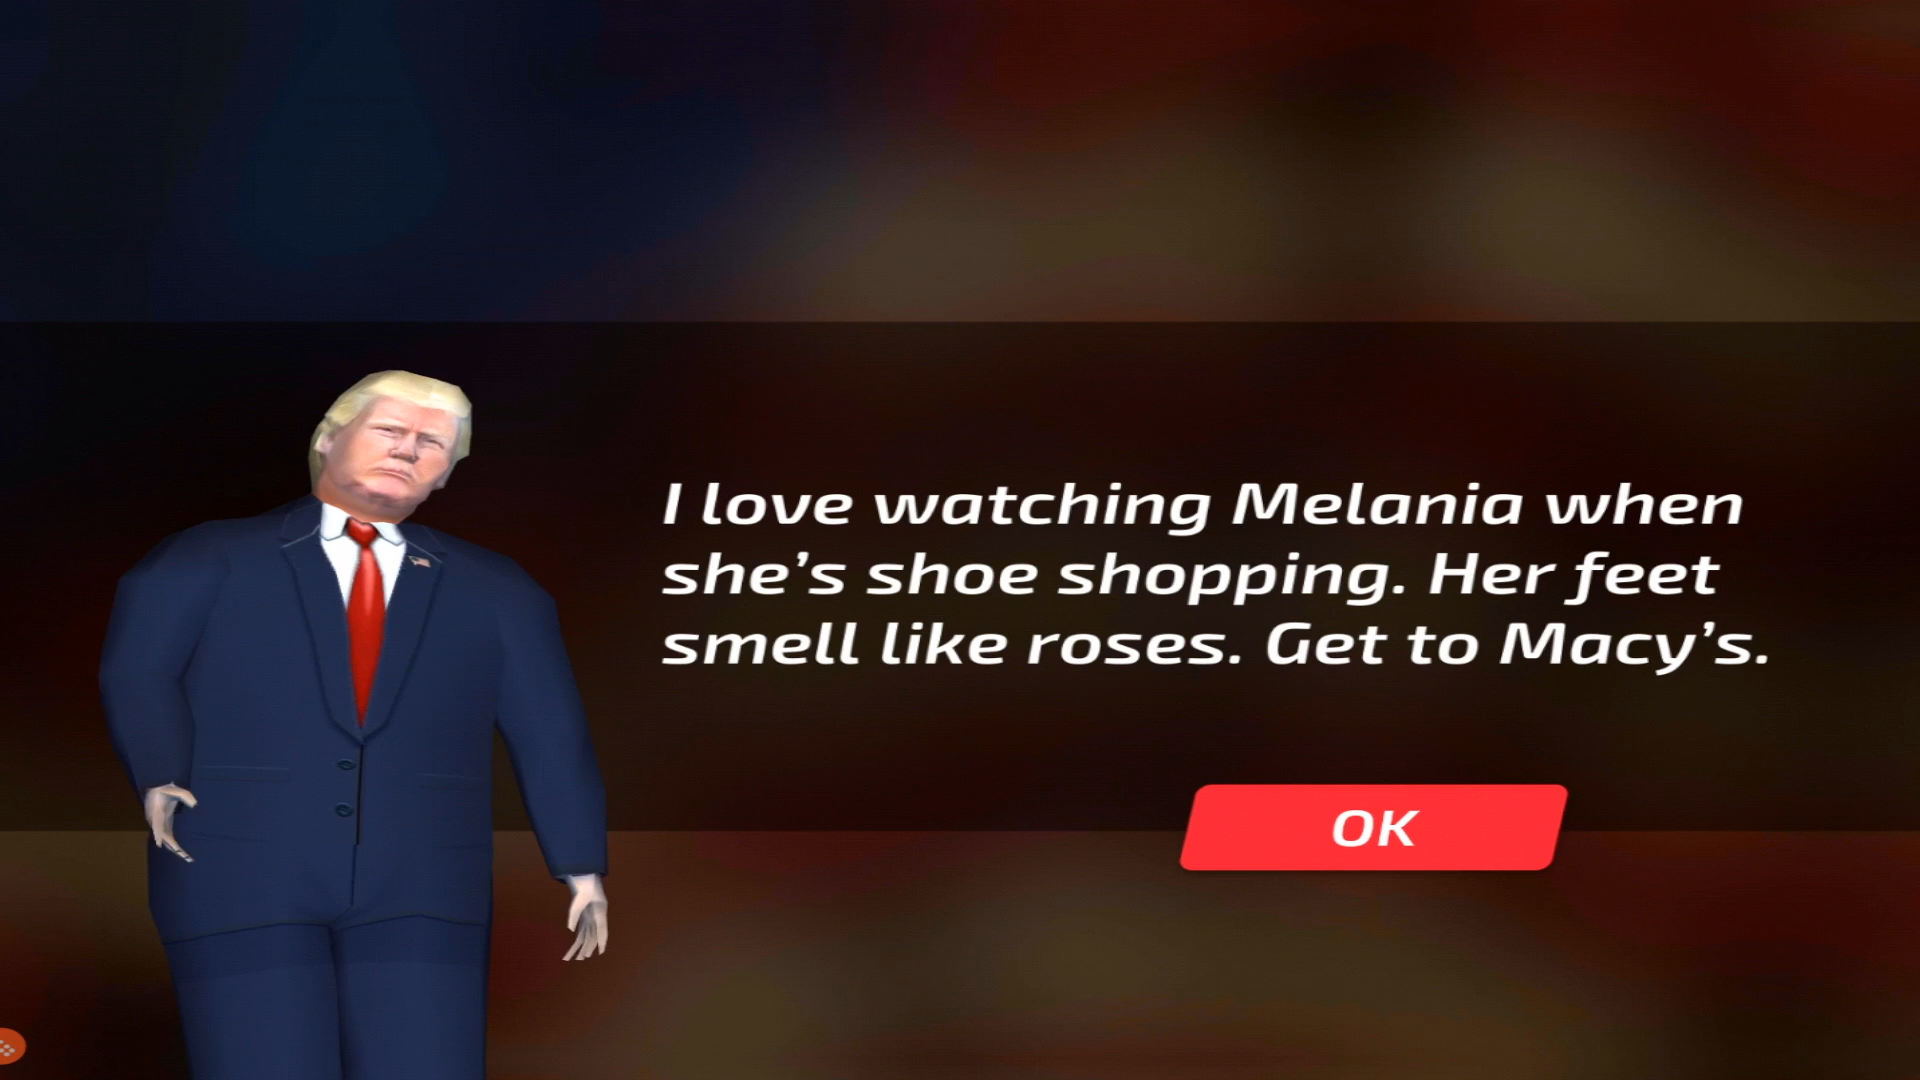 I love watching Melania when
she’s shoe shopping. Her feet
smell like roses. Get to Macy’s.
OK